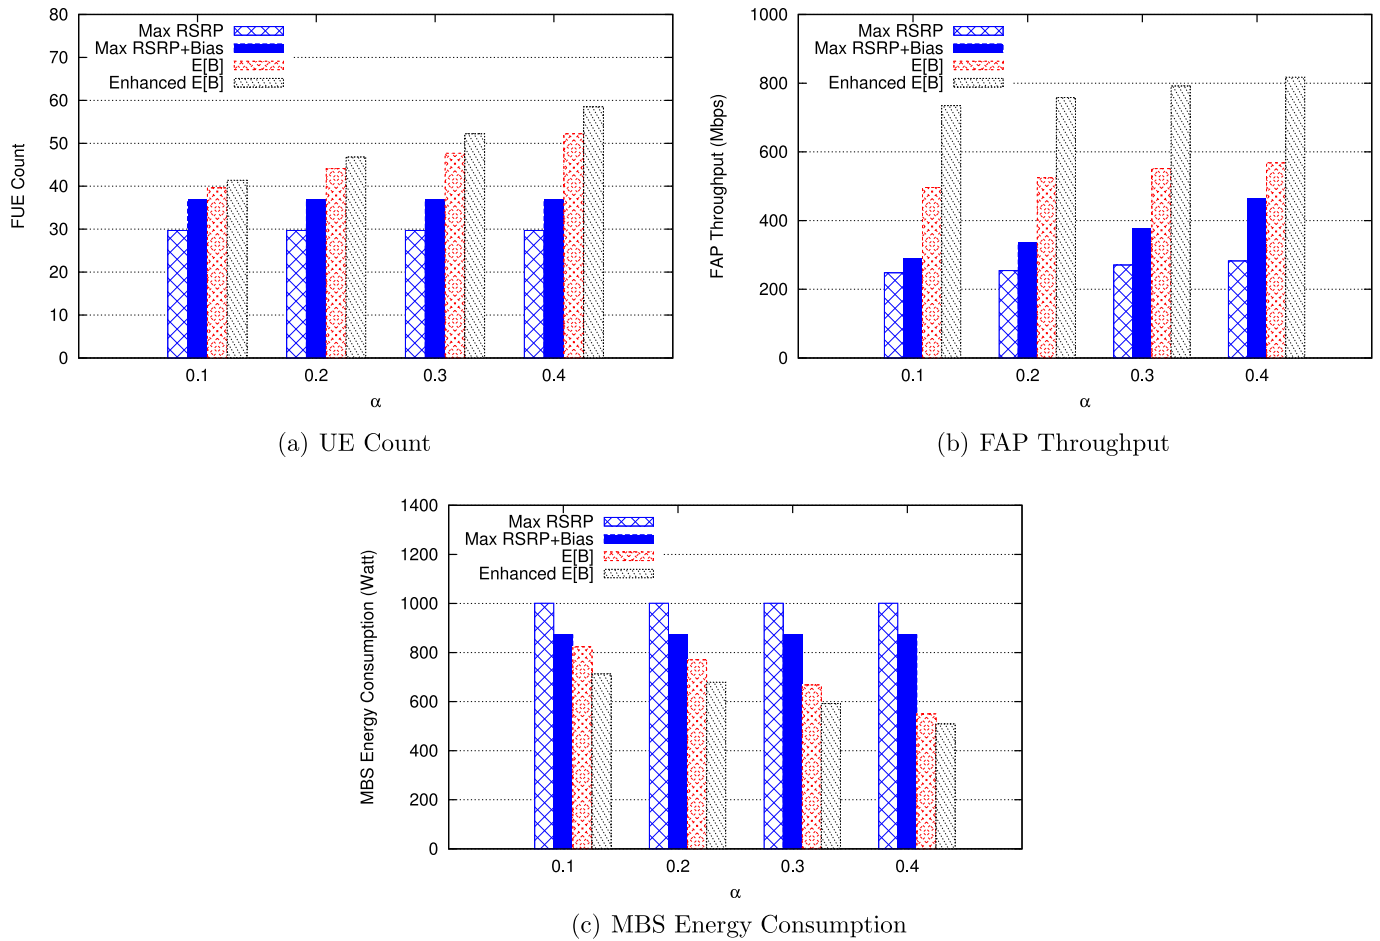 80
70
60
50
40
30
20
10
0
FUE Count
Max RSRP
Max RSRP+Bias
E[B]
Enhanced E[B]
0.1 0.2 0.3 0.4
α
(a) UE Count
1000
800
600
400
200
0
FAP Throughput (Mbps)
Max RSRP
Max RSRP+Bias
E[B]
Enhanced E[B]
0.1 0.2 0.3 0.4
α
(b) FAP Throughput
1400
1200
1000
800
600
400
200
0
MBS Energy Consumption (Watt)
Max RSRP
Max RSRP+Bias
E[B]
Enhanced E[B]
0.1 0.2 0.3 0.4
α
(c) MBS Energy Consumption